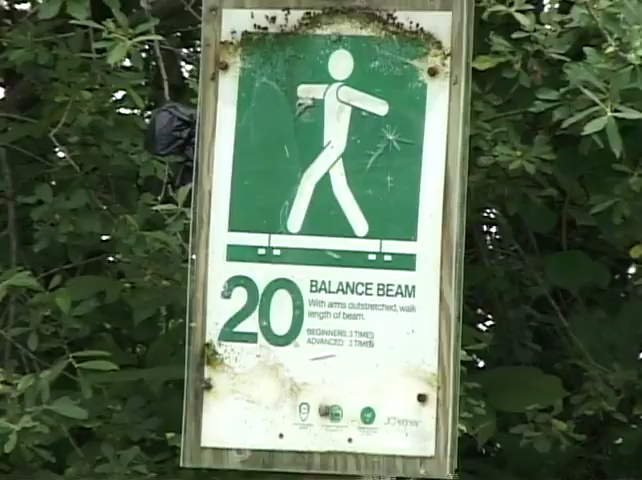 20
BALANCE BEAM
With arms outstretched, walk
length of beam.
BEGINNERS: 3 TIMES
ADVANCED: 3 TIMES